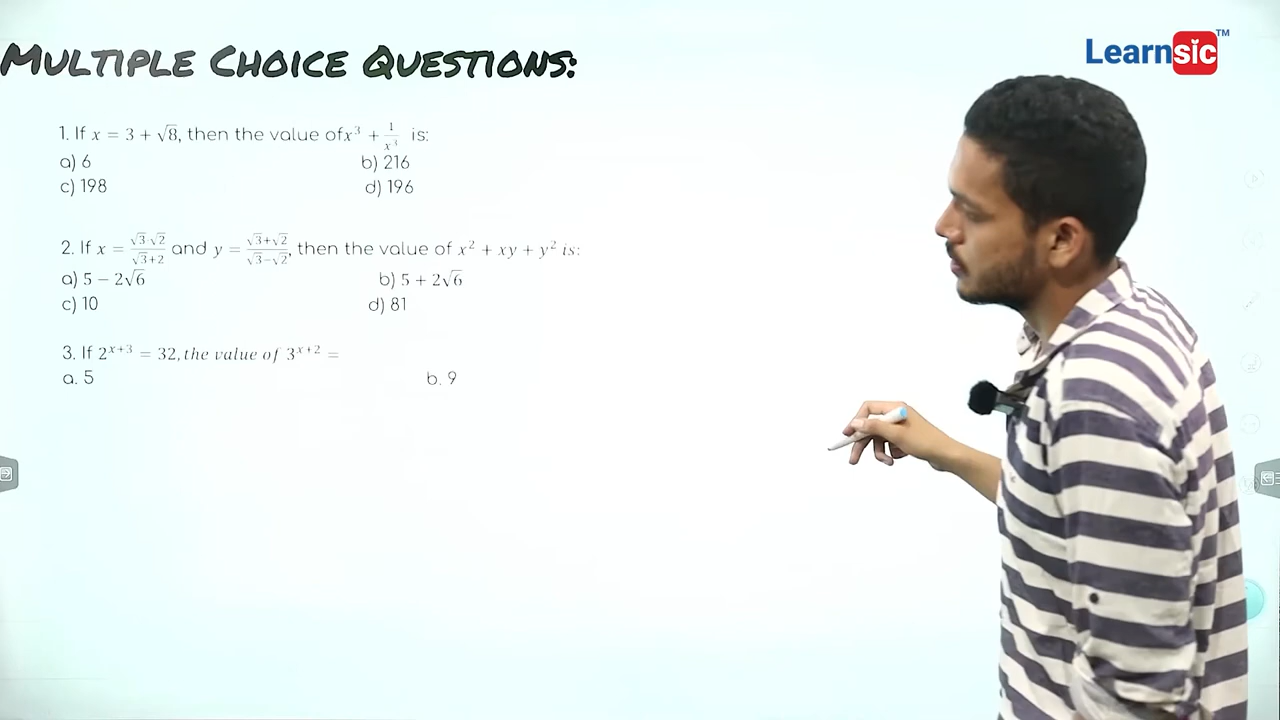 Learnsic™
MULTIPLE CHOICE QUESTIONS:
1. If x = 3 + √8, then the value of x³ + 1/x³ is:
a) 6 b) 216
c) 198 d) 196
2. If x = (√3 √2)/(√3+2) and y = (√3+√2)/(√3−√2), then the value of x² + xy + y² is:
a) 5 − 2√6 b) 5 + 2√6
c) 10 d) 81
3. If 2^(x+3) = 32, the value of 3^(x+2) =
a. 5 b. 9